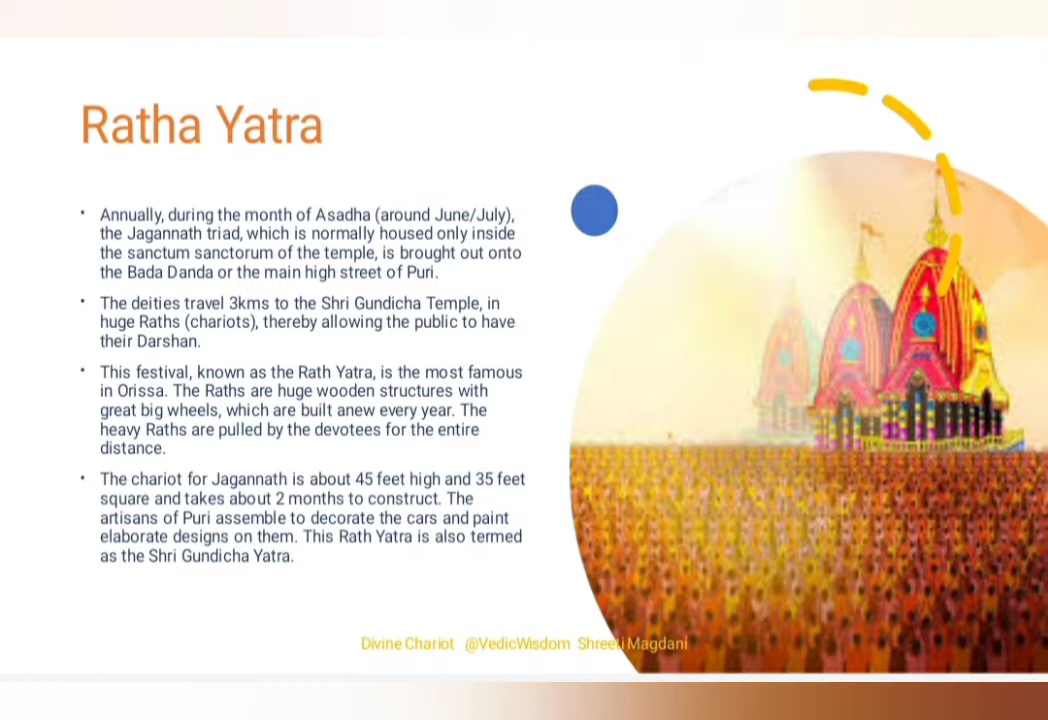 Ratha Yatra
• Annually, during the month of Asadha (around June/July),
the Jagannath triad, which is normally housed only inside
the sanctum sanctorum of the temple, is brought out onto
the Bada Danda or the main high street of Puri.
• The deities travel 3kms to the Shri Gundicha Temple, in
huge Raths (chariots), thereby allowing the public to have
their Darshan.
• This festival, known as the Rath Yatra, is the most famous
in Orissa. The Raths are huge wooden structures with
great big wheels, which are built anew every year. The
heavy Raths are pulled by the devotees for the entire
distance.
• The chariot for Jagannath is about 45 feet high and 35 feet
square and takes about 2 months to construct. The
artisans of Puri assemble to decorate the cars and paint
elaborate designs on them. This Rath Yatra is also termed
as the Shri Gundicha Yatra.
Divine Chariot @VedicWisdom Shreeti Magdani